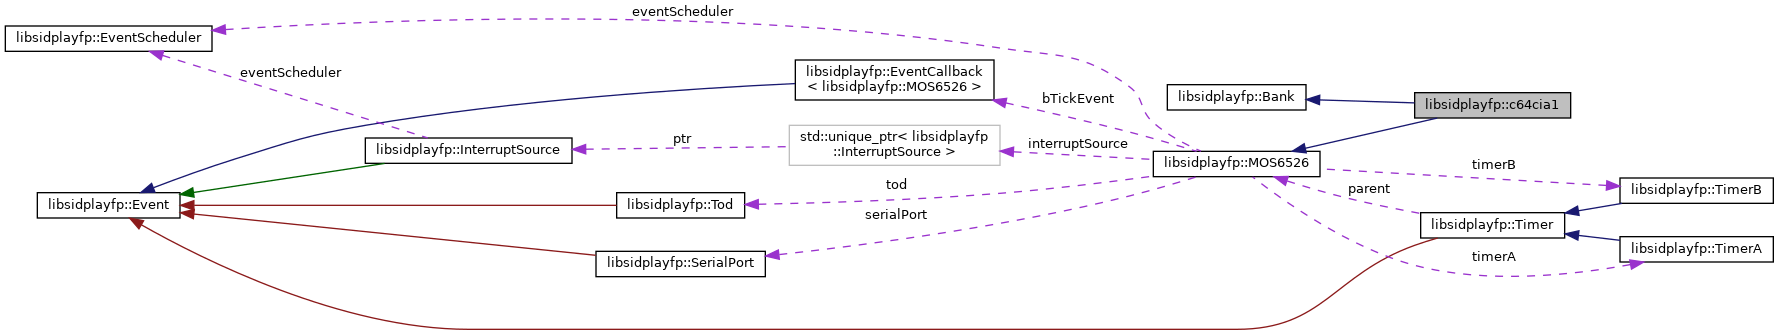 eventScheduler
libsidplayfp::EventScheduler
eventScheduler
libsidplayfp::EventCallback
< libsidplayfp::MOS6526 >
bTickEvent
libsidplayfp::Bank
libsidplayfp::c64cia1
libsidplayfp::InterruptSource
ptr
std::unique_ptr< libsidplayfp
::InterruptSource >
interruptSource
libsidplayfp::MOS6526
timerB
libsidplayfp::TimerB
parent
tod
libsidplayfp::Event
libsidplayfp::Tod
serialPort
libsidplayfp::Timer
libsidplayfp::SerialPort
timerA
libsidplayfp::TimerA